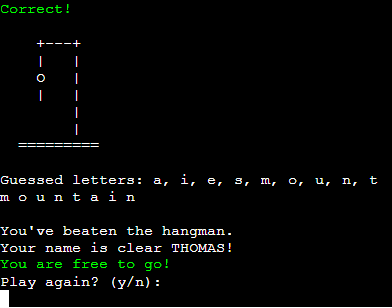 Correct!
+---+
|   |
O   |
|   |
    |
    |
=========
Guessed letters: a, i, e, s, m, o, u, n, t
m o u n t a i n
You've beaten the hangman.
Your name is clear THOMAS!
You are free to go!
Play again? (y/n):